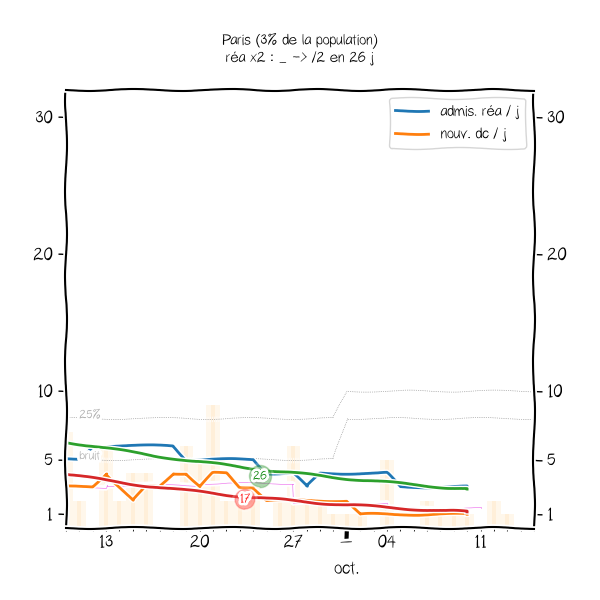 Paris (3% de la population)
réa x2 : _ -> /2 en 26 j
admis. réa / j
nouv. dc / j
30 30
20 20
10 10
25%
5 bruit 5
26
17
1 1
13 20 27 _ 04 11
oct.